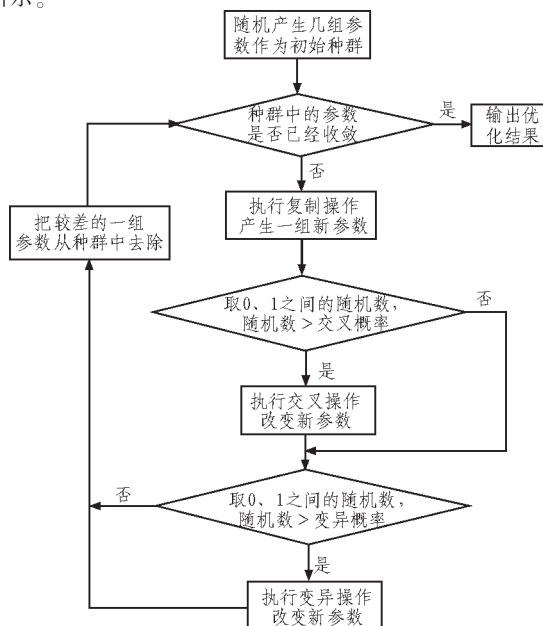 示。
随机产生几组参
数作为初始种群
种群中的参数
是否已经收敛
是
输出优
化结果
否
执行复制操作
产生一组新参数
把较差的一组
参数从种群中去除
取0、1之间的随机数,
随机数>交叉概率
否
是
执行交叉操作
改变新参数
取0、1之间的随机数,
随机数>变异概率
否
是
执行变异操作
改变新参数